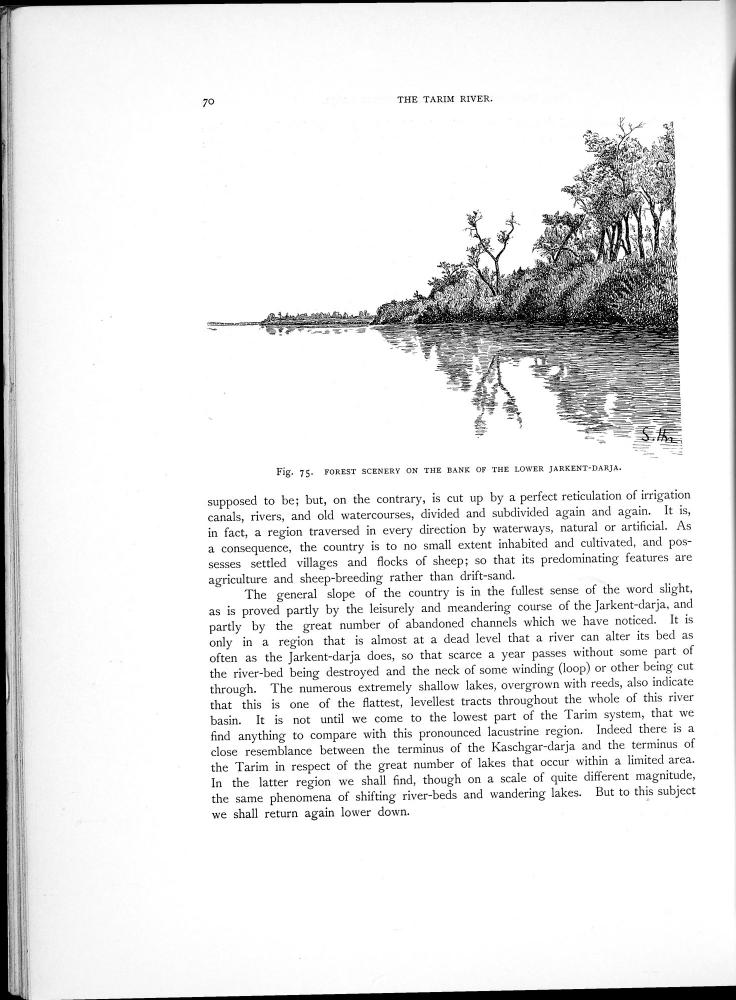 70
THE TARIM RIVER.
S. Hn.
Fig. 75. FOREST SCENERY ON THE BANK OF THE LOWER JARKENT-DARJA.
supposed to be; but, on the contrary, is cut up by a perfect reticulation of irrigation
canals, rivers, and old watercourses, divided and subdivided again and again. It is,
in fact, a region traversed in every direction by waterways, natural or artificial. As
a consequence, the country is to no small extent inhabited and cultivated, and pos-
sesses settled villages and flocks of sheep; so that its predominating features are
agriculture and sheep-breeding rather than drift-sand.
The general slope of the country is in the fullest sense of the word slight,
as is proved partly by the leisurely and meandering course of the Jarkent-darja, and
partly by the great number of abandoned channels which we have noticed. It is
only in a region that is almost at a dead level that a river can alter its bed as
often as the Jarkent-darja does, so that scarce a year passes without some part of
the river-bed being destroyed and the neck of some winding (loop) or other being cut
through. The numerous extremely shallow lakes, overgrown with reeds, also indicate
that this is one of the flattest, levellest tracts throughout the whole of this river
basin. It is not until we come to the lowest part of the Tarim system, that we
find anything to compare with this pronounced lacustrine region. Indeed there is a
close resemblance between the terminus of the Kaschgar-darja and the terminus of
the Tarim in respect of the great number of lakes that occur within a limited area.
In the latter region we shall find, though on a scale of quite different magnitude,
the same phenomena of shifting river-beds and wandering lakes. But to this subject
we shall return again lower down.